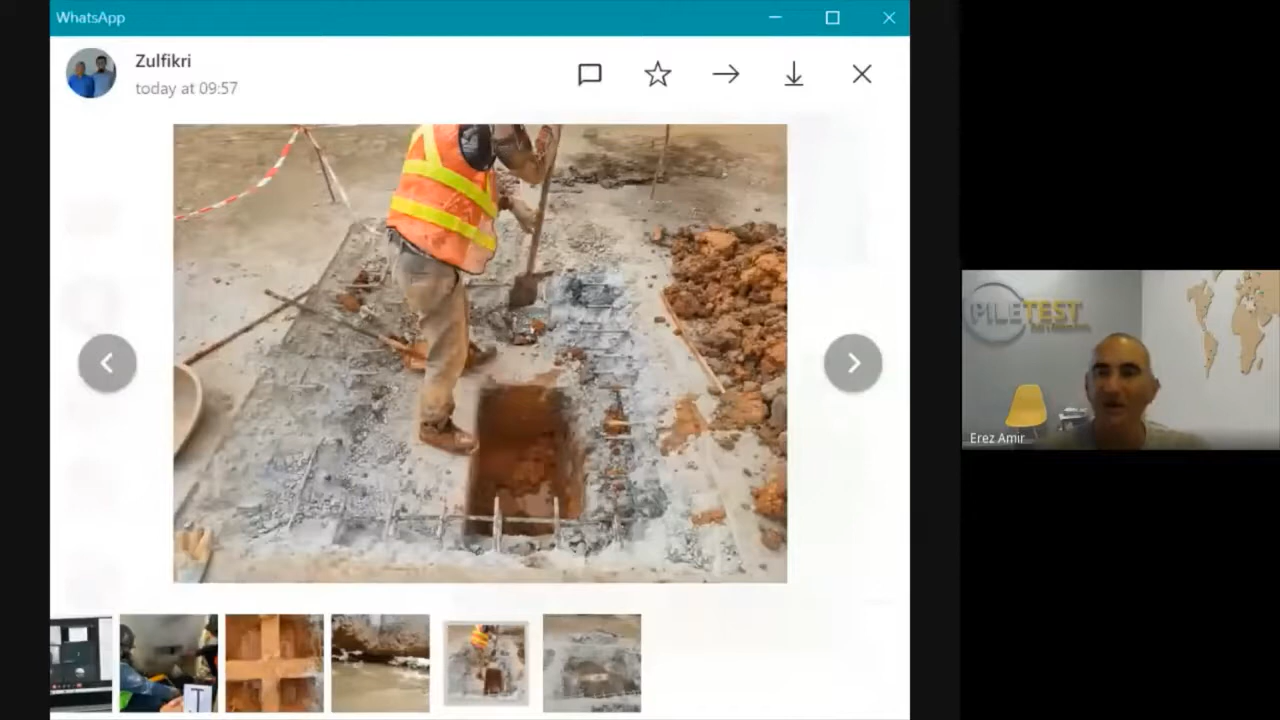 WhatsApp
Zulfikri
today at 09:57
PILETEST
Erez Amir